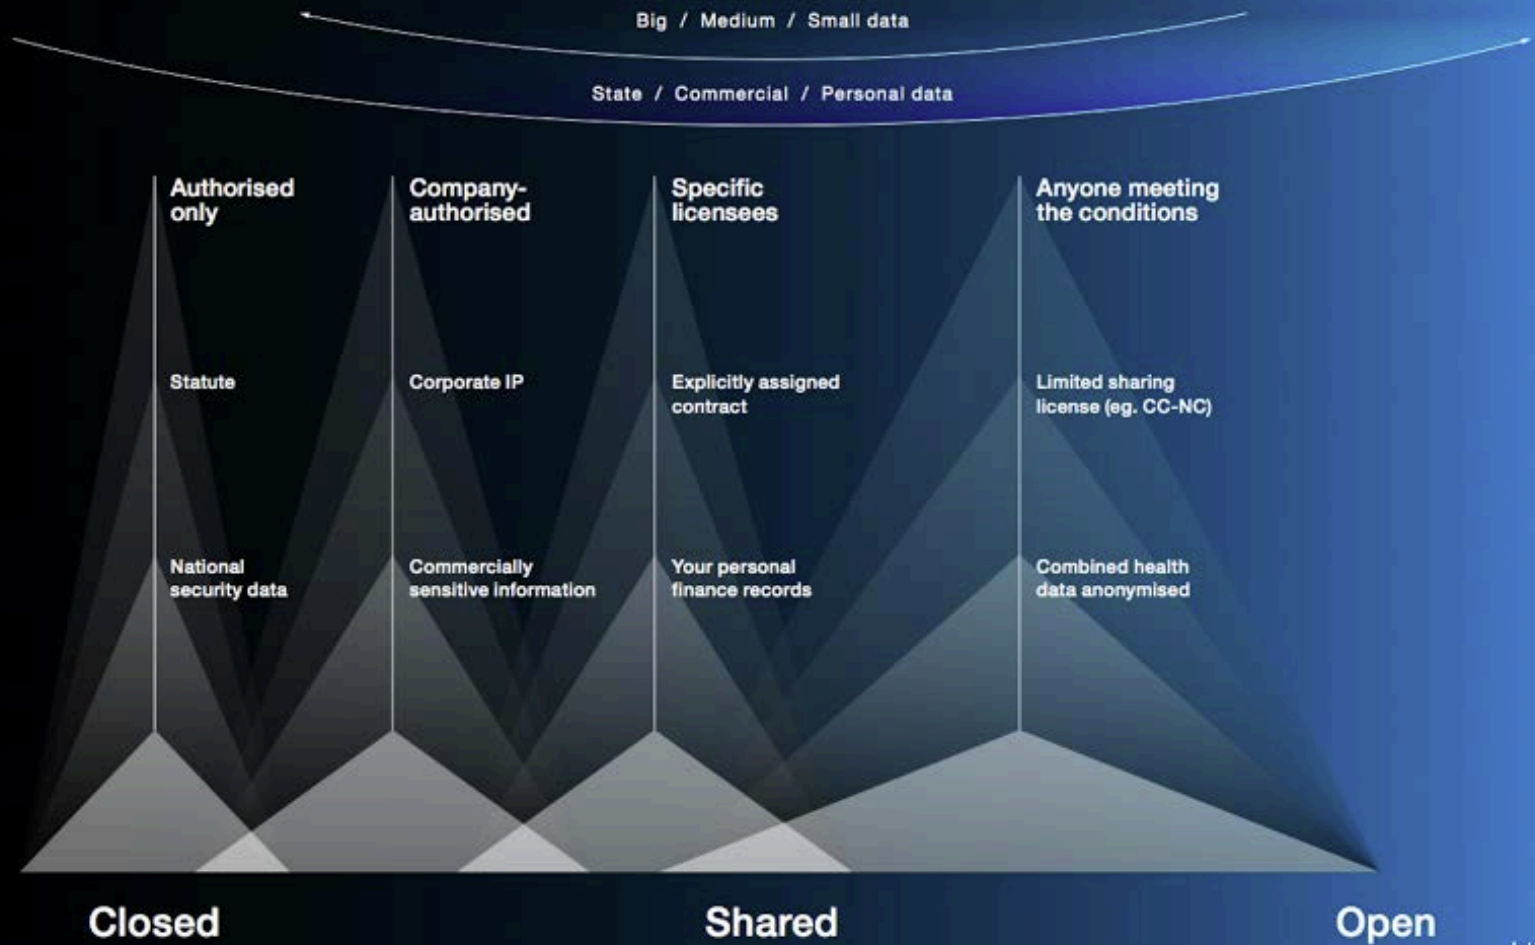 Big / Medium / Small data
State / Commercial / Personal data
Authorised
only
Company-
authorised
Specific
licensees
Anyone meeting
the conditions
Statute
Corporate IP
Explicitly assigned
contract
Limited sharing
license (eg. CC-NC)
National
security data
Commercially
sensitive information
Your personal
finance records
Combined health
data anonymised
Closed
Shared
Open